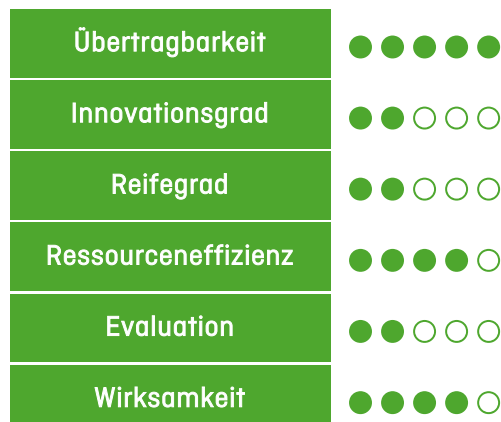 Übertragbarkeit
Innovationsgrad
Reifegrad
Ressourceneffizienz
Evaluation
Wirksamkeit